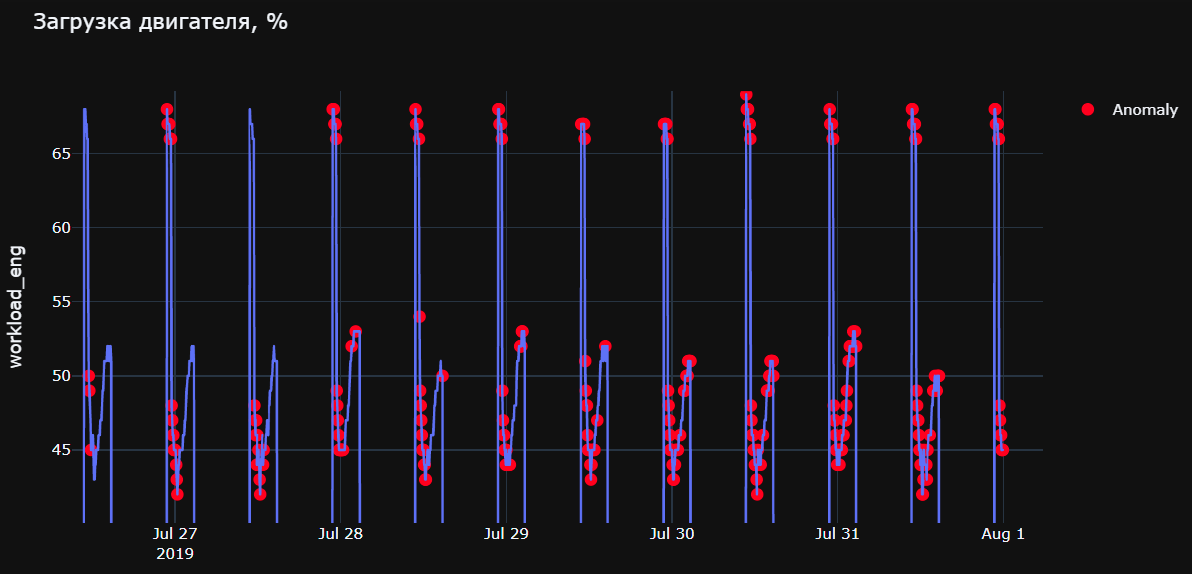 Загрузка двигателя, %
Anomaly
workload_eng
65
60
55
50
45
Jul 27
2019
Jul 28
Jul 29
Jul 30
Jul 31
Aug 1